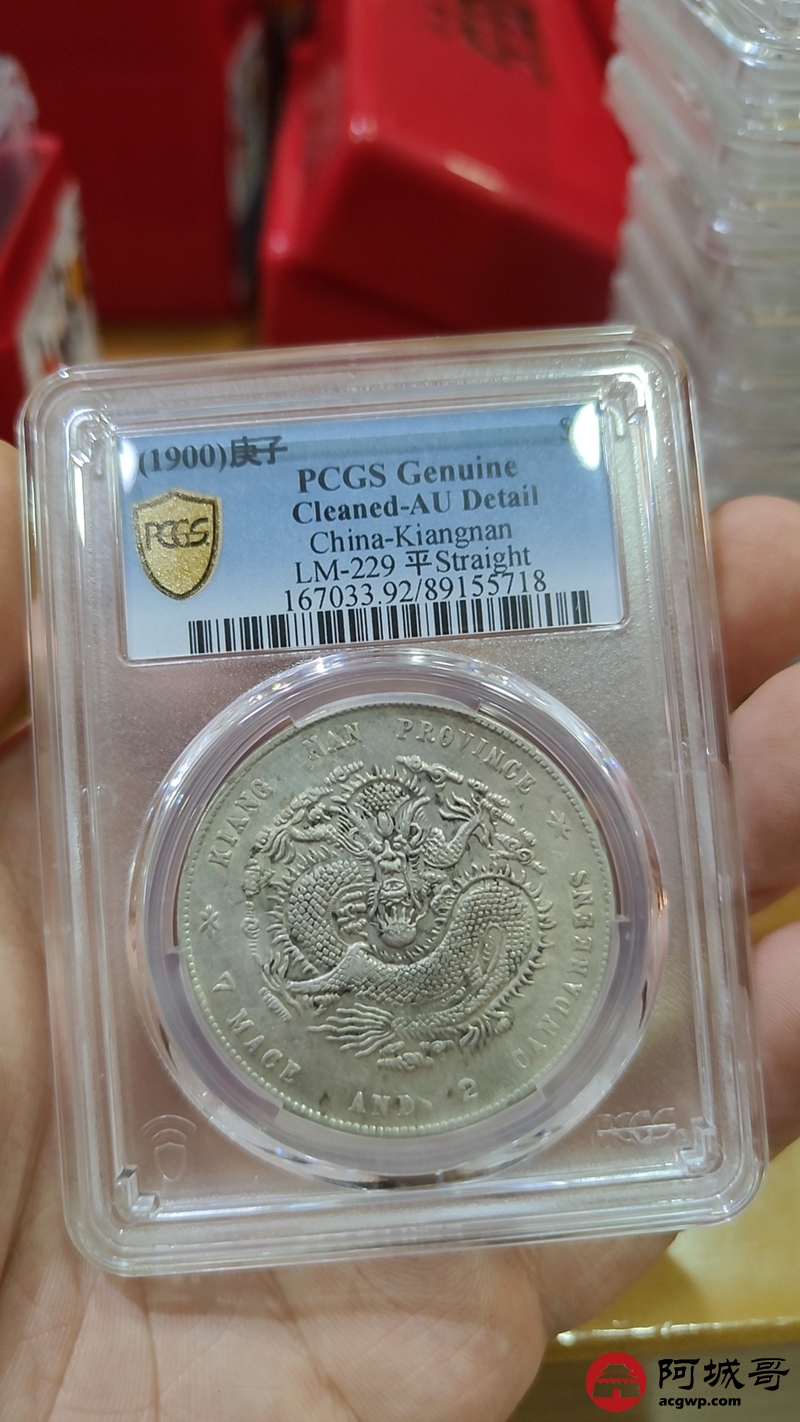 (1900)庚子
PCGS Genuine
Cleaned-AU Detail
China-Kiangnan
LM-229 平Straight
167033.92/89155718
PCGS
KIANG NAN PROVINCE
7 MACE AND 2 CANDAREENS
PCGS
阿城哥
acgwp.com